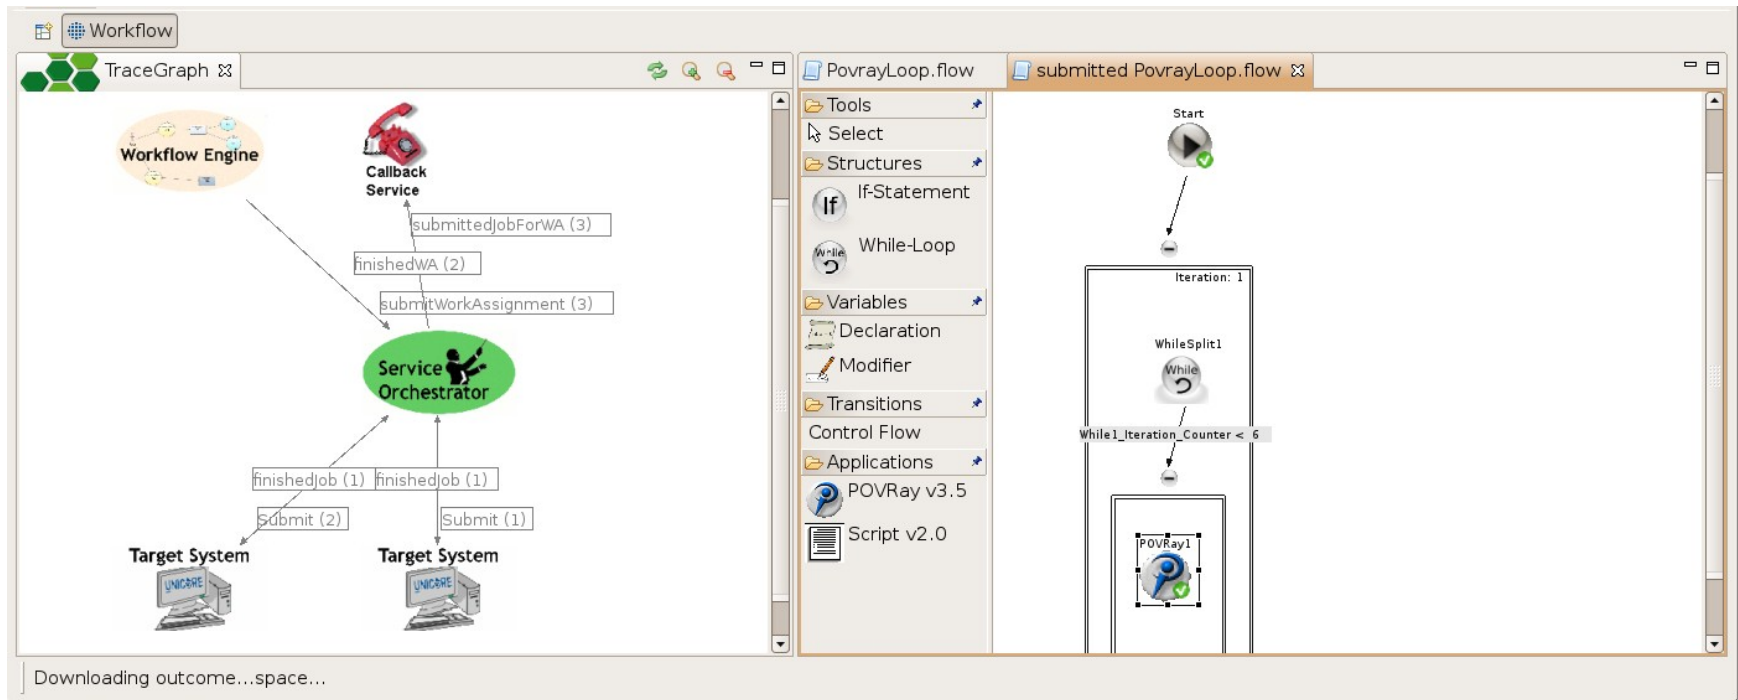 Workflow
TraceGraph
Workflow Engine
Callback
Service
submittedJobForWA (3)
finishedWA (2)
submitWorkAssignment (3)
Service
Orchestrator
finishedJob (1)
finishedJob (1)
Submit (2)
Submit (1)
Target System
Target System
UNICORE
UNICORE
PovrayLoop.flow
submitted PovrayLoop.flow
Tools
Select
Structures
If
If-Statement
While
While-Loop
Variables
Declaration
Modifier
Transitions
Control Flow
Applications
POVRay v3.5
Script v2.0
Start
Iteration: 1
WhileSplit1
While
While1_Iteration_Counter < 6
POVRay1
Downloading outcome...space...